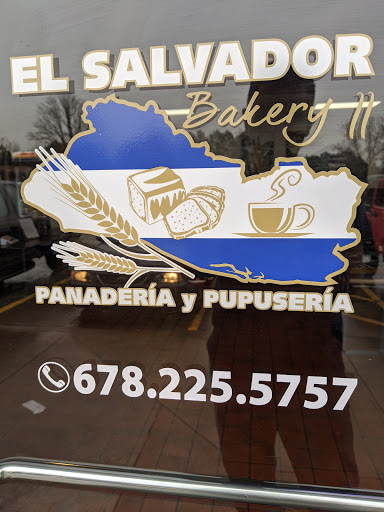 EL SALVADOR
Bakery II
PANADERÍA y PUPUSERÍA
678.225.5757